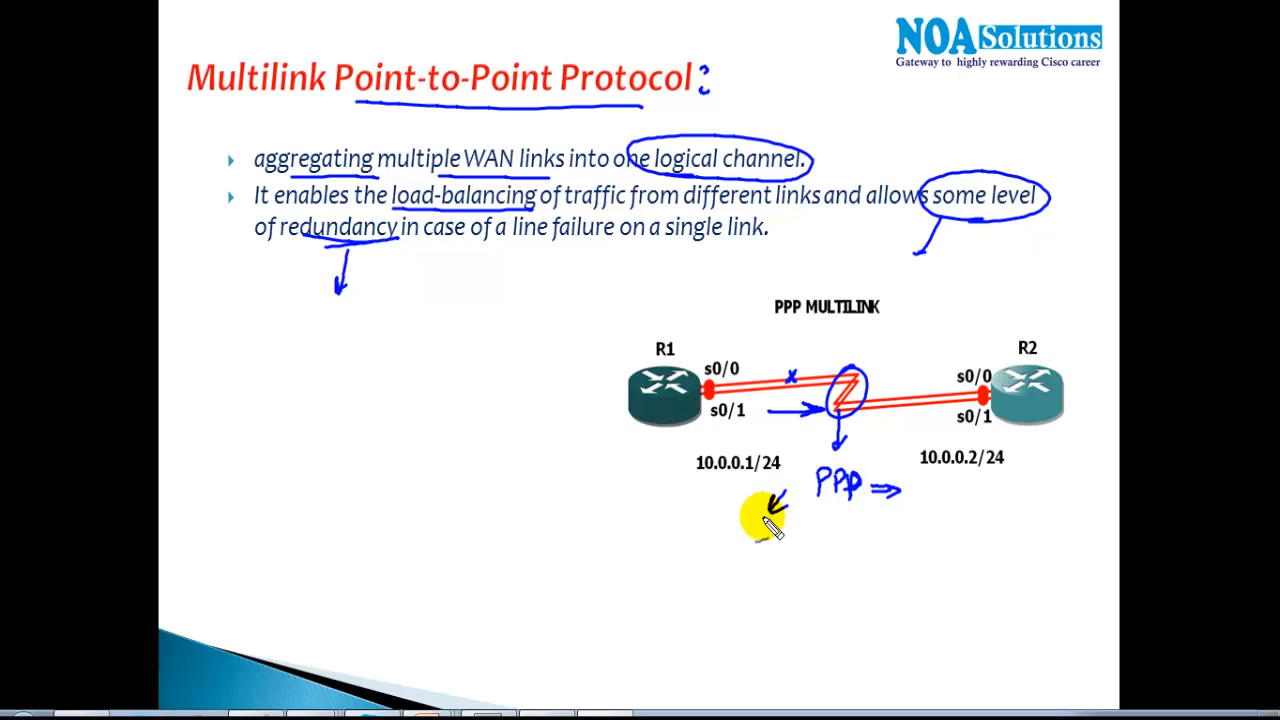 NOA Solutions
Gateway to highly rewarding Cisco career
Multilink Point-to-Point Protocol :
aggregating multiple WAN links into one logical channel.
It enables the load-balancing of traffic from different links and allows some level
of redundancy in case of a line failure on a single link.
PPP MULTILINK
R1
R2
s0/0
s0/0
x
s0/1
s0/1
10.0.0.1/24
10.0.0.2/24
PPP